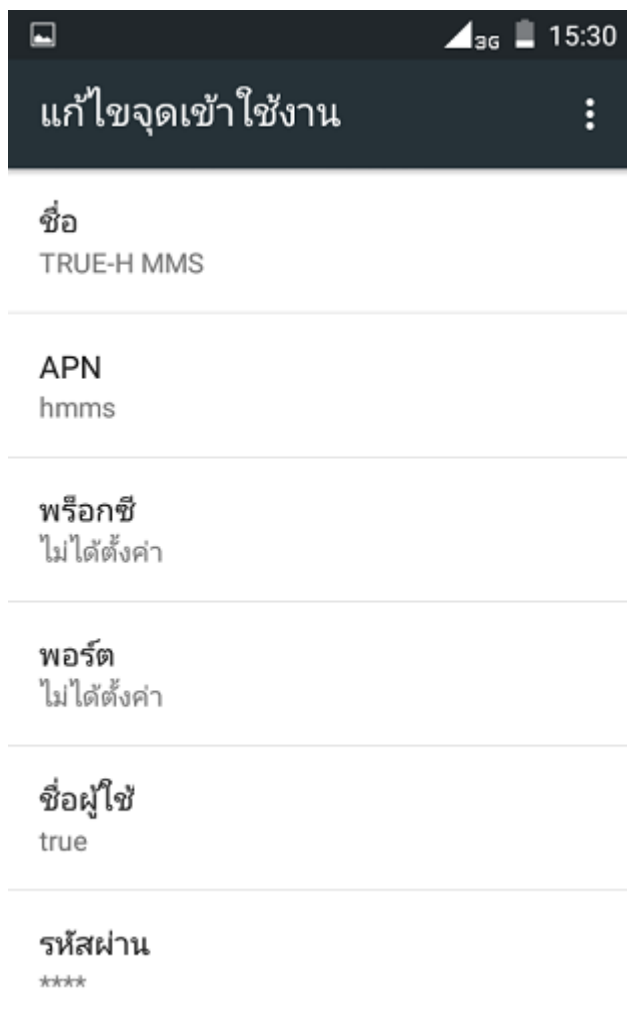 3G 15:30
แก้ไขจุดเข้าใช้งาน
ชื่อ
TRUE-H MMS
APN
hmms
พร็อกซี
ไม่ได้ตั้งค่า
พอร์ต
ไม่ได้ตั้งค่า
ชื่อผู้ใช้
true
รหัสผ่าน
****